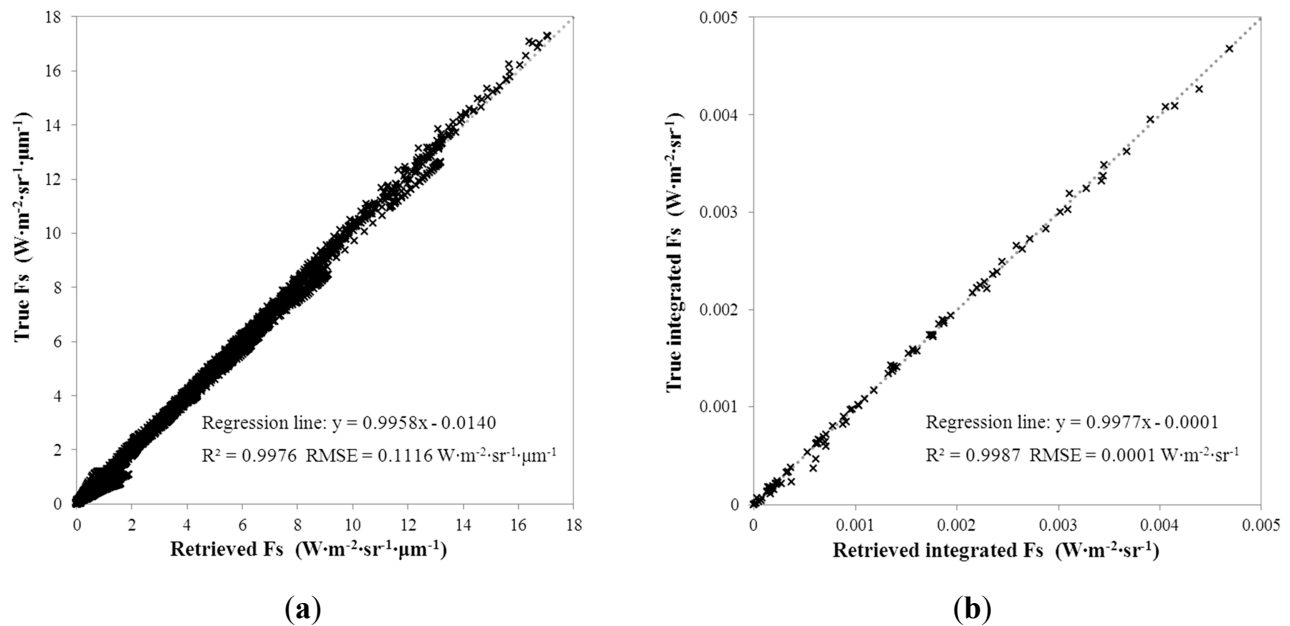 18
16
14
12
10
8
6
4
2
0
True Fs (W·m⁻²·sr⁻¹·µm⁻¹)
Regression line: y = 0.9958x - 0.0140
R² = 0.9976 RMSE = 0.1116 W·m⁻²·sr⁻¹·µm⁻¹
0 2 4 6 8 10 12 14 16 18
Retrieved Fs (W·m⁻²·sr⁻¹·µm⁻¹)
(a)
0.005
0.004
0.003
0.002
0.001
0
True integrated Fs (W·m⁻²·sr⁻¹)
Regression line: y = 0.9977x - 0.0001
R² = 0.9987 RMSE = 0.0001 W·m⁻²·sr⁻¹
0 0.001 0.002 0.003 0.004 0.005
Retrieved integrated Fs (W·m⁻²·sr⁻¹)
(b)